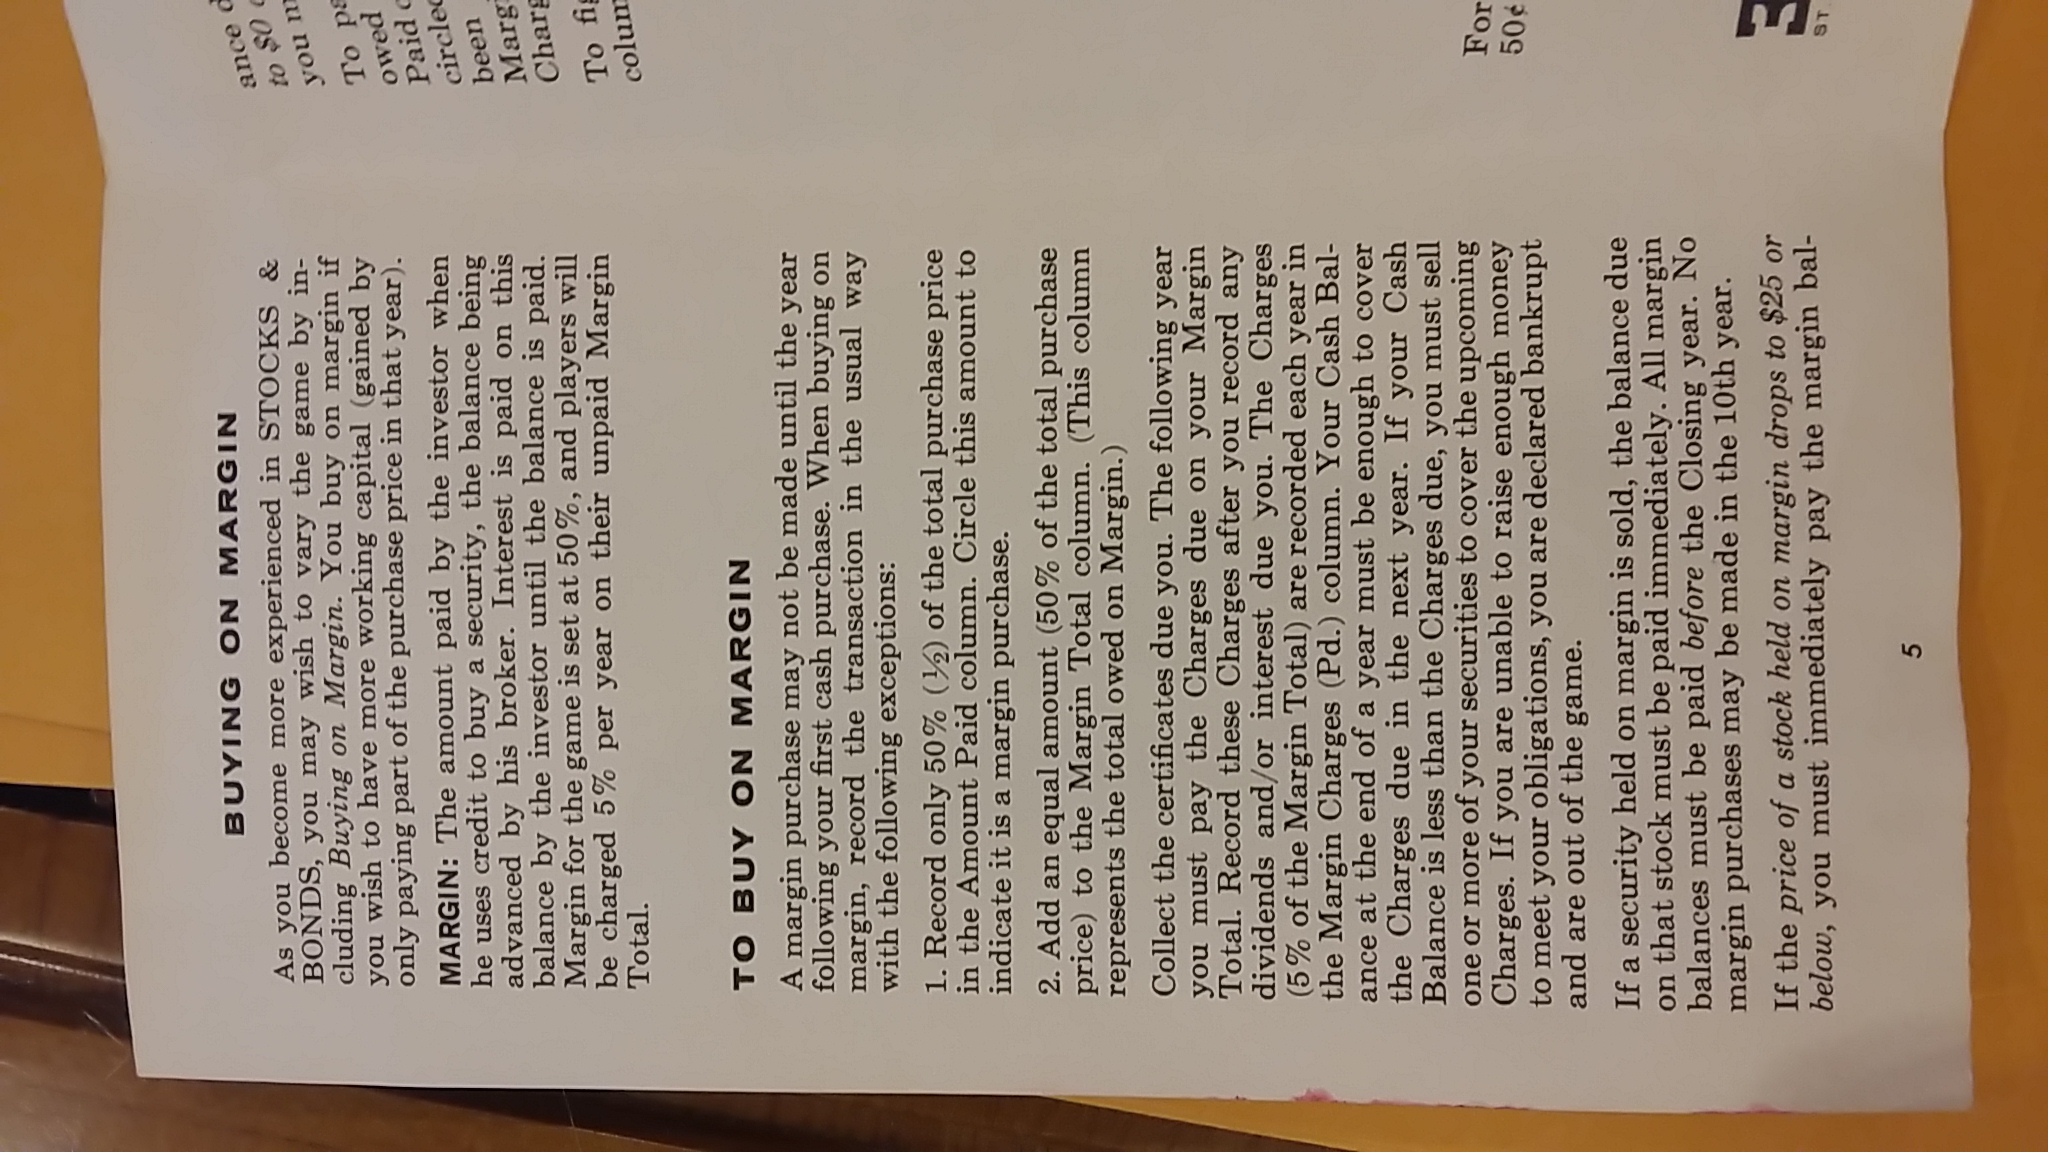 BUYING ON MARGIN
As you become more experienced in STOCKS &
BONDS, you may wish to vary the game by in-
cluding Buying on Margin. You buy on margin if
you wish to have more working capital (gained by
only paying part of the purchase price in that year).
MARGIN: The amount paid by the investor when
he uses credit to buy a security, the balance being
advanced by his broker. Interest is paid on this
balance by the investor until the balance is paid.
Margin for the game is set at 50%, and players will
be charged 5% per year on their unpaid Margin
Total.
TO BUY ON MARGIN
A margin purchase may not be made until the year
following your first cash purchase. When buying on
margin, record the transaction in the usual way
with the following exceptions:
1. Record only 50% (½) of the total purchase price
in the Amount Paid column. Circle this amount to
indicate it is a margin purchase.
2. Add an equal amount (50% of the total purchase
price) to the Margin Total column. (This column
represents the total owed on Margin.)
Collect the certificates due you. The following year
you must pay the Charges due on your Margin
Total. Record these Charges after you record any
dividends and/or interest due you. The Charges
(5% of the Margin Total) are recorded each year in
the Margin Charges (Pd.) column. Your Cash Bal-
ance at the end of a year must be enough to cover
the Charges due in the next year. If your Cash
Balance is less than the Charges due, you must sell
one or more of your securities to cover the upcoming
Charges. If you are unable to raise enough money
to meet your obligations, you are declared bankrupt
and are out of the game.
If a security held on margin is sold, the balance due
on that stock must be paid immediately. All margin
balances must be paid before the Closing year. No
margin purchases may be made in the 10th year.
If the price of a stock held on margin drops to $25 or
below, you must immediately pay the margin bal-
5
ance
to $0
you
To
owed
Paid
been
To
For
50¢
3
ST.